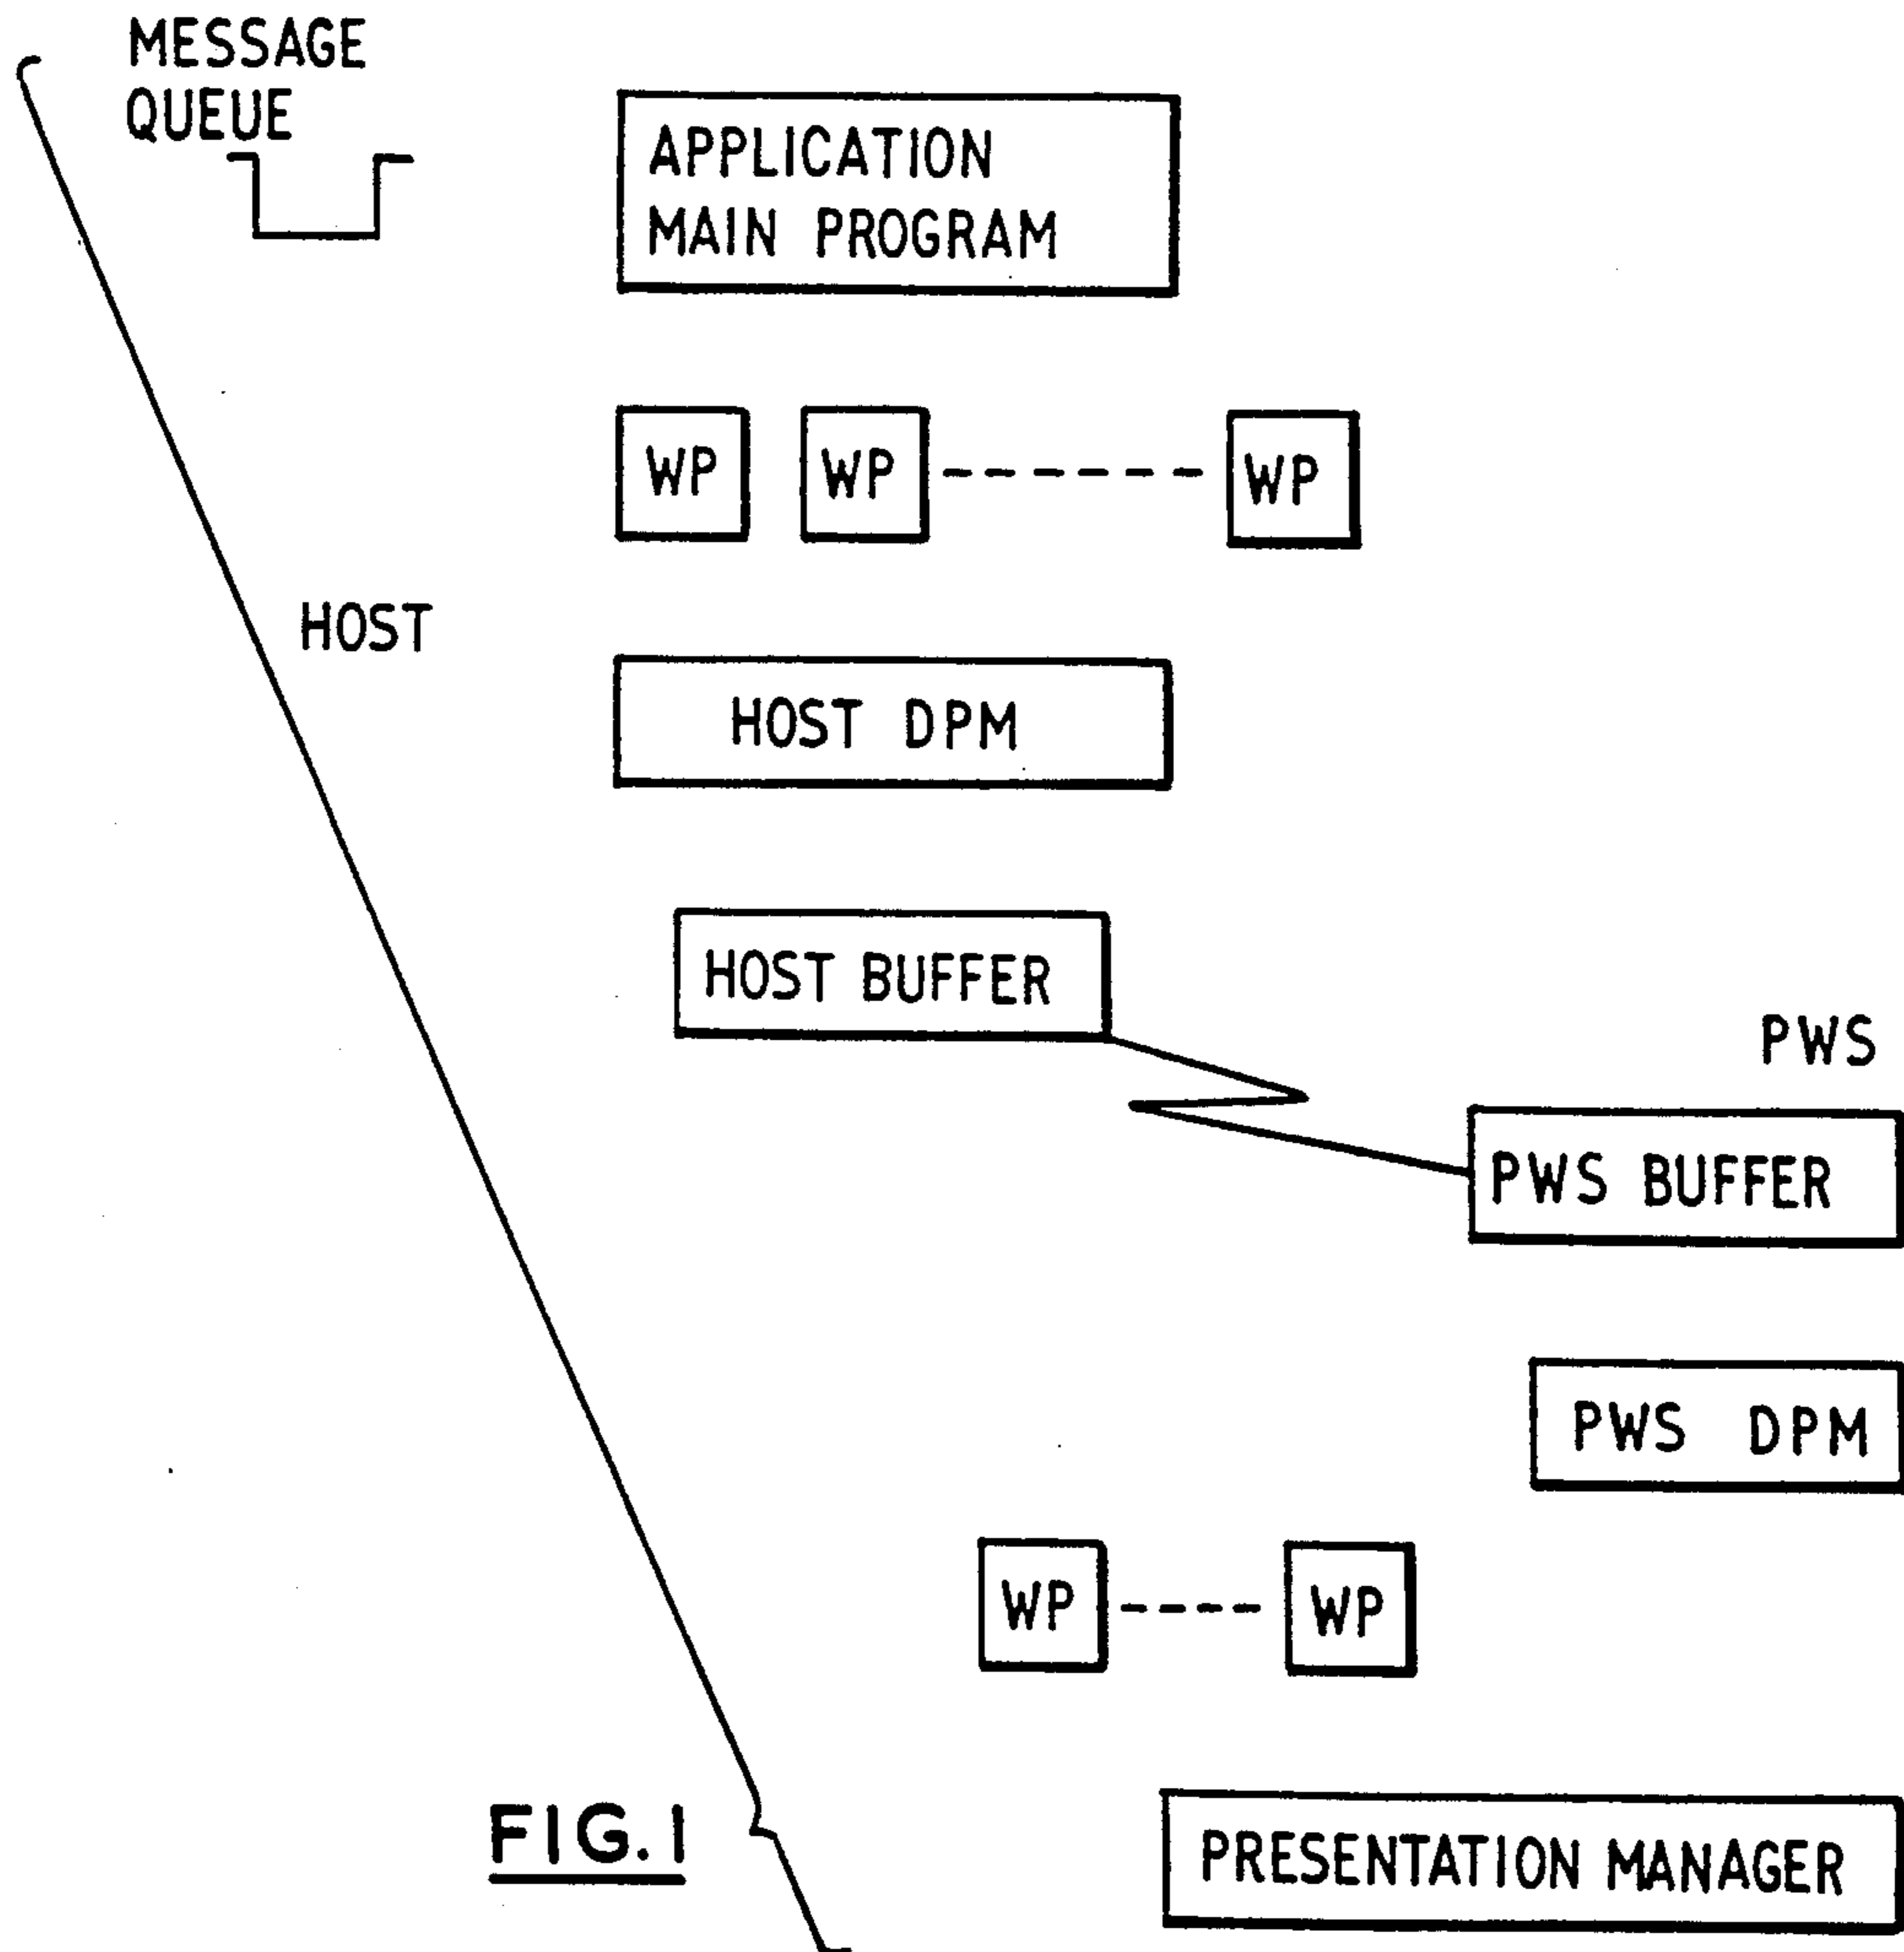 MESSAGE
QUEUE
APPLICATION
MAIN PROGRAM
WP WP WP
HOST
HOST DPM
HOST BUFFER
PWS
PWS BUFFER
PWS DPM
WP WP
FIG.1
PRESENTATION MANAGER